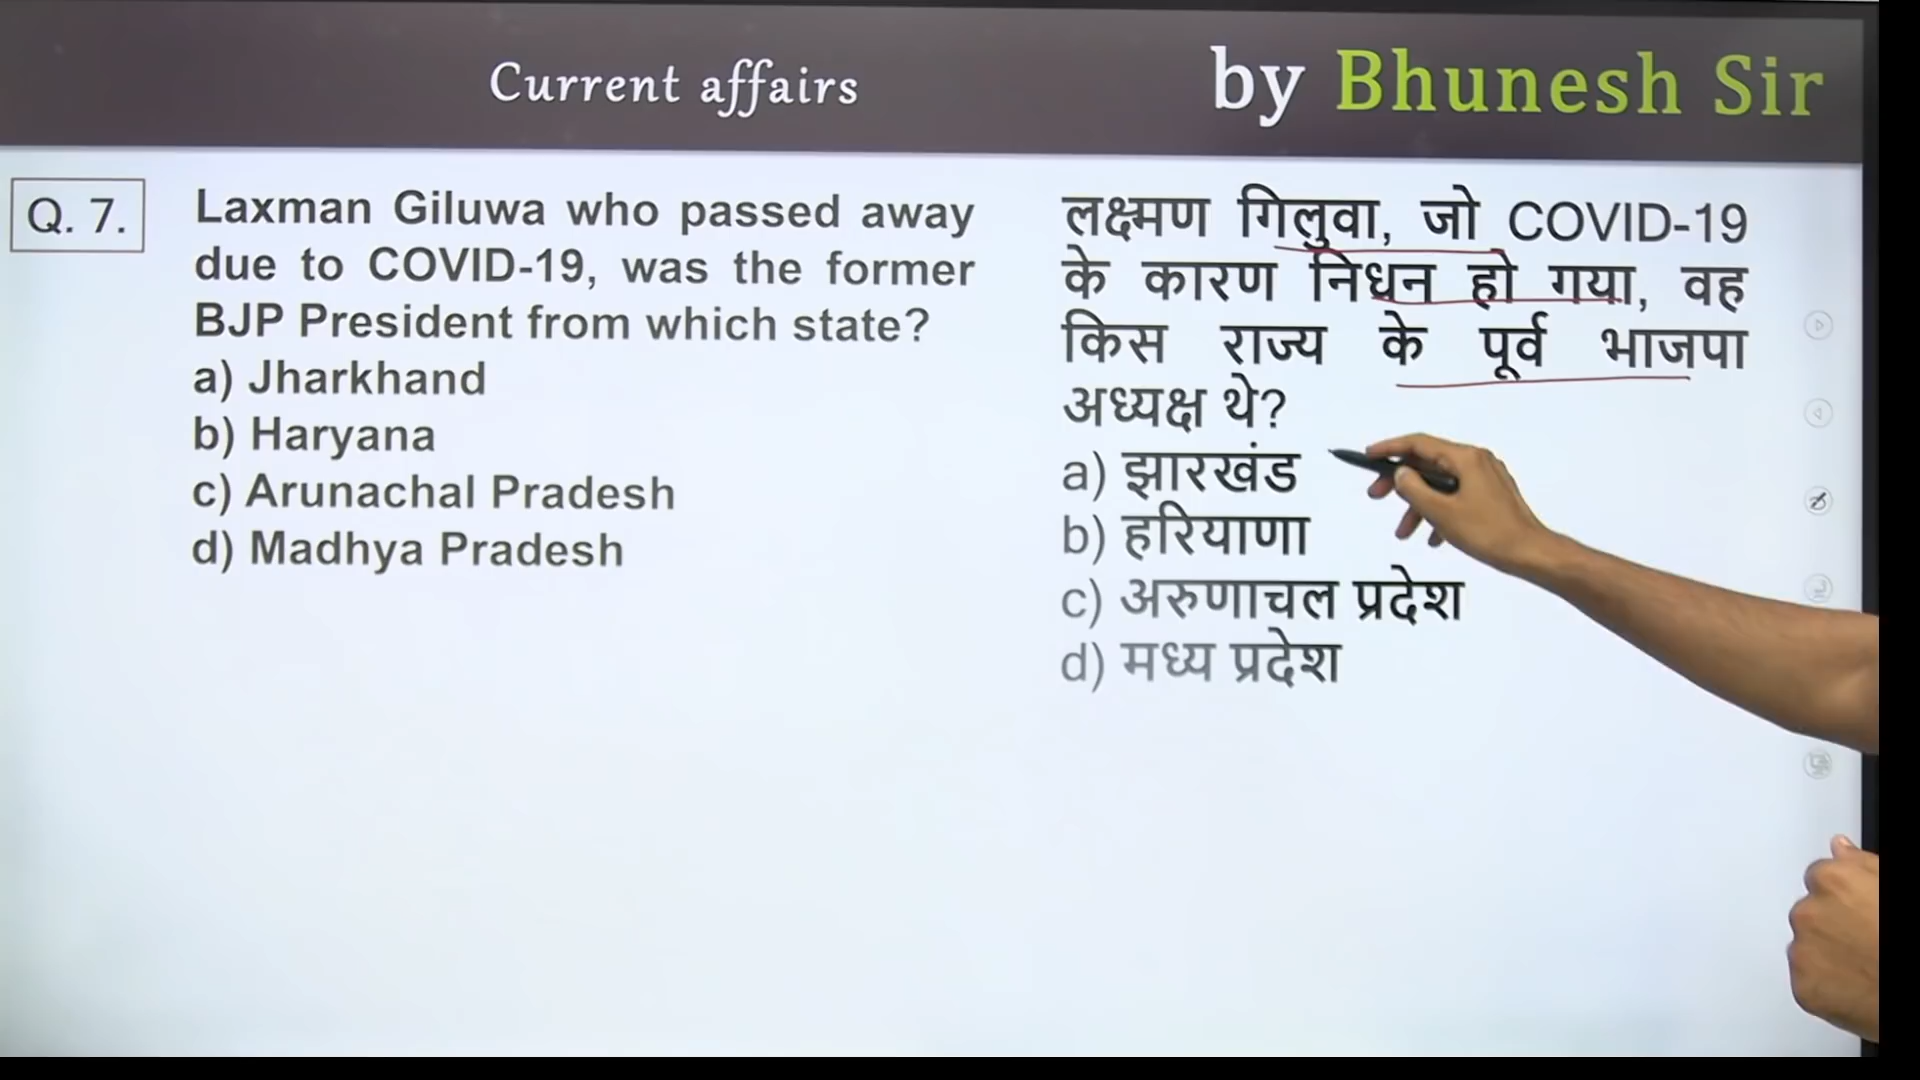 Current affairs
by Bhunesh Sir
Q. 7.
Laxman Giluwa who passed away
due to COVID-19, was the former
BJP President from which state?
a) Jharkhand
b) Haryana
c) Arunachal Pradesh
d) Madhya Pradesh
लक्ष्मण गिलुवा, जो COVID-19
के कारण निधन हो गया, वह
किस राज्य के पूर्व भाजपा
अध्यक्ष थे?
a) झारखंड
b) हरियाणा
c) अरुणाचल प्रदेश
d) मध्य प्रदेश